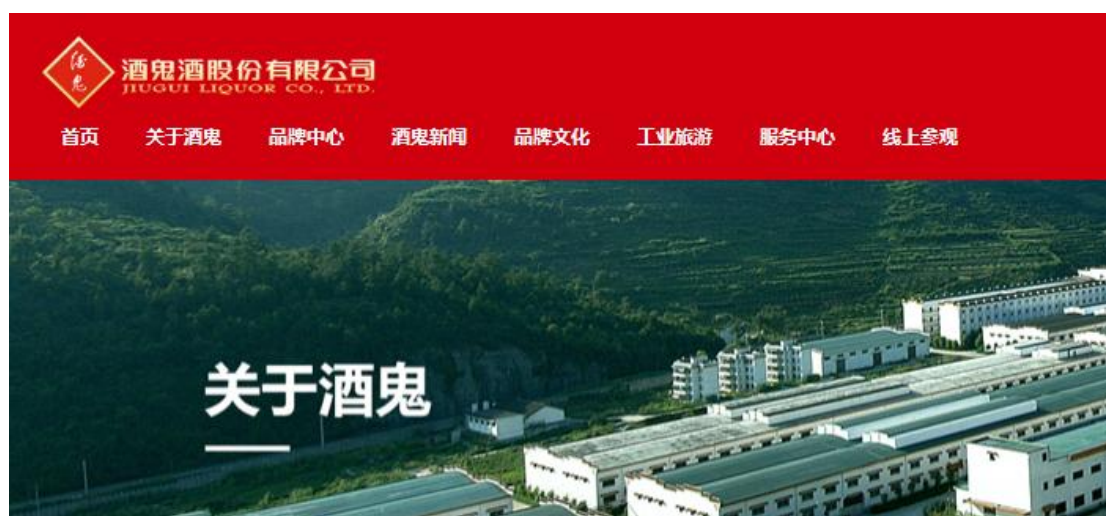 酒鬼
酒鬼酒股份有限公司
JIUGUI LIQUOR CO., LTD.
首页 关于酒鬼 品牌中心 酒鬼新闻 品牌文化 工业旅游 服务中心 线上参观
关于酒鬼